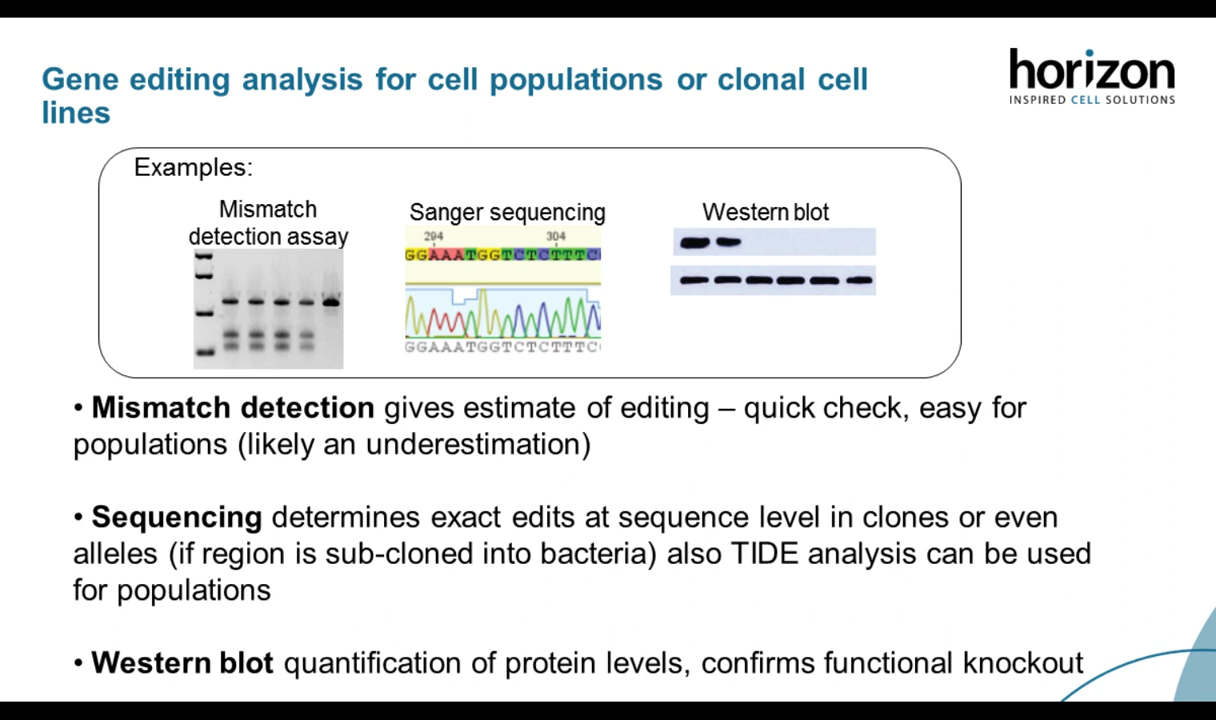 Gene editing analysis for cell populations or clonal cell
lines
horizon
INSPIRED CELL SOLUTIONS
Examples:
Mismatch
detection assay
Sanger sequencing
294 304
GGAAATGGTCTCTTTC
GGAAATGGTCTCTTTC
Western blot
• Mismatch detection gives estimate of editing – quick check, easy for
populations (likely an underestimation)
• Sequencing determines exact edits at sequence level in clones or even
alleles (if region is sub-cloned into bacteria) also TIDE analysis can be used
for populations
• Western blot quantification of protein levels, confirms functional knockout